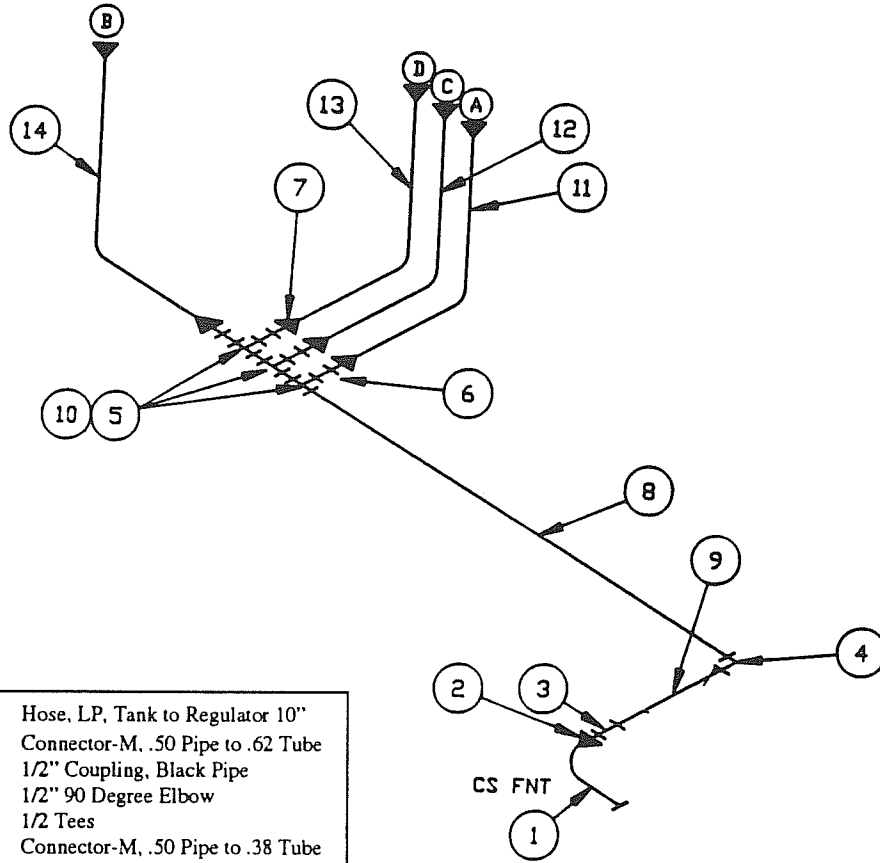 B
D
C
A
13
12
14
7
11
10
5
6
8
9
4
2
3
CS FNT
1
Hose, LP, Tank to Regulator 10"
Connector-M, .50 Pipe to .62 Tube
1/2" Coupling, Black Pipe
1/2" 90 Degree Elbow
1/2 Tees
Connector-M, .50 Pipe to .38 Tube